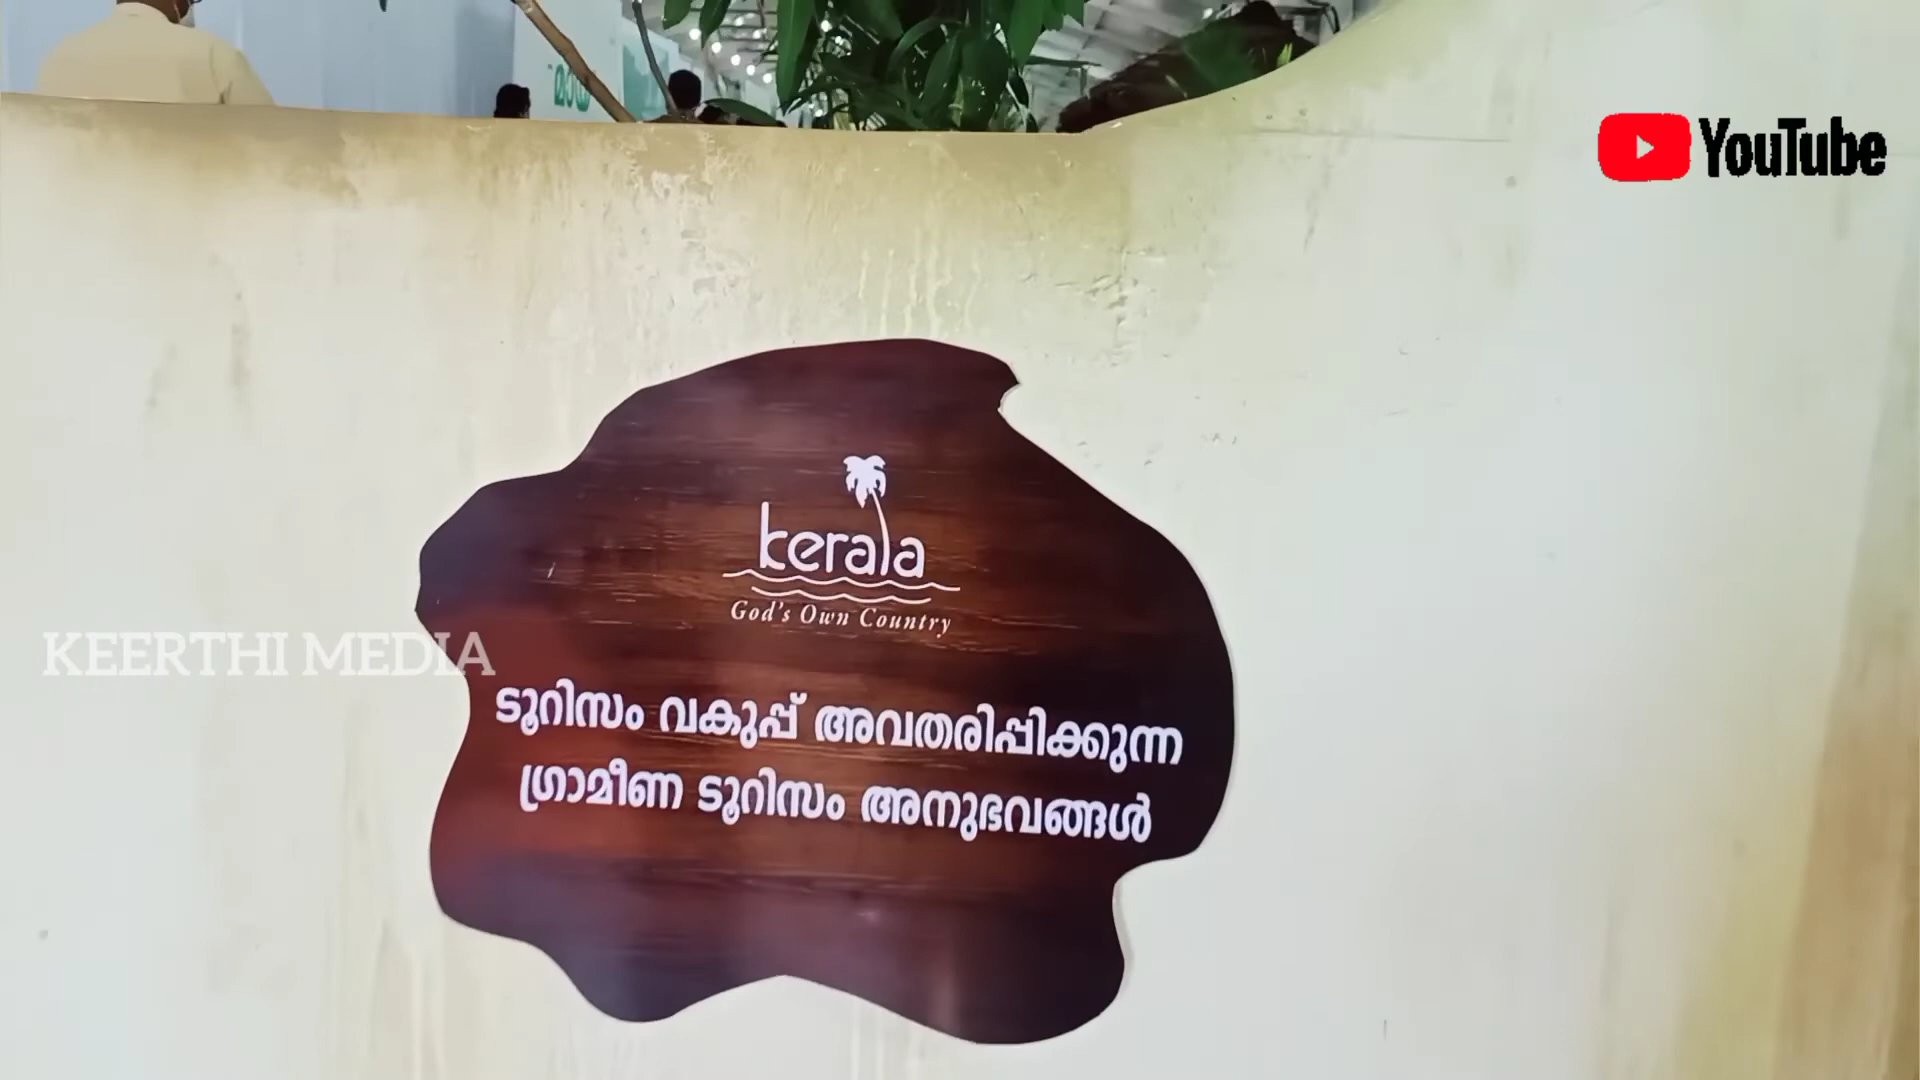 YouTube
kerala
God's Own Country
KEERTHI MEDIA
ടൂറിസം വകുപ്പ് അവതരിപ്പിക്കുന്ന
ഗ്രാമീണ ടൂറിസം അനുഭവങ്ങൾ